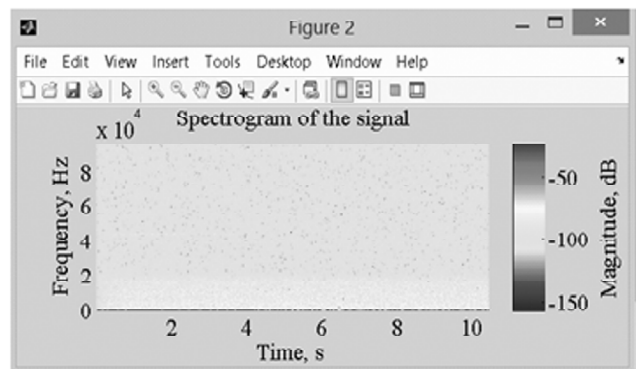 Figure 2
File Edit View Insert Tools Desktop Window Help
x 10^4
Spectrogram of the signal
Frequency, Hz
8
6
4
2
0
2 4 6 8 10
Time, s
-50
-100
-150
Magnitude, dB